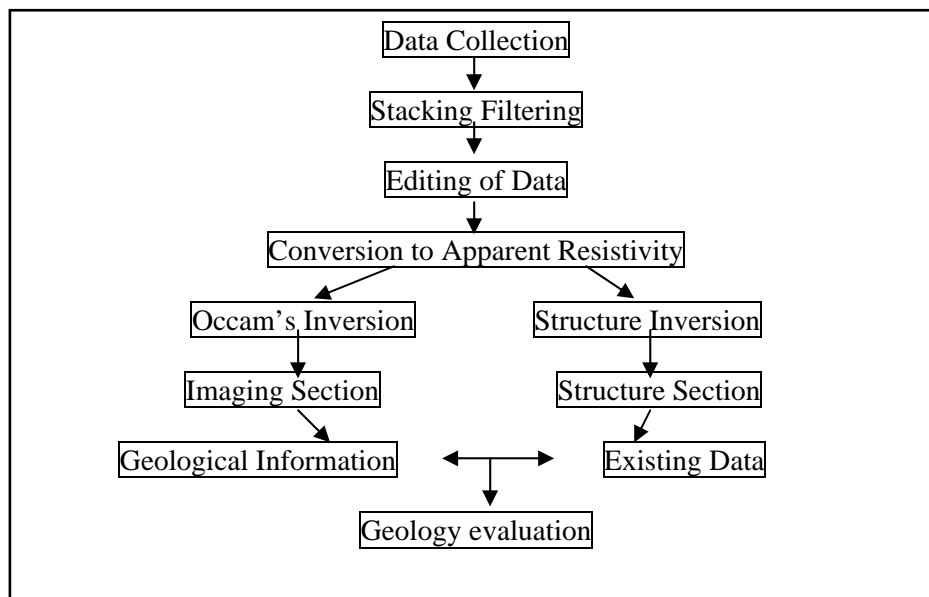 Data Collection
Stacking Filtering
Editing of Data
Conversion to Apparent Resistivity
Occam’s Inversion
Structure Inversion
Imaging Section
Structure Section
Geological Information
Existing Data
Geology evaluation